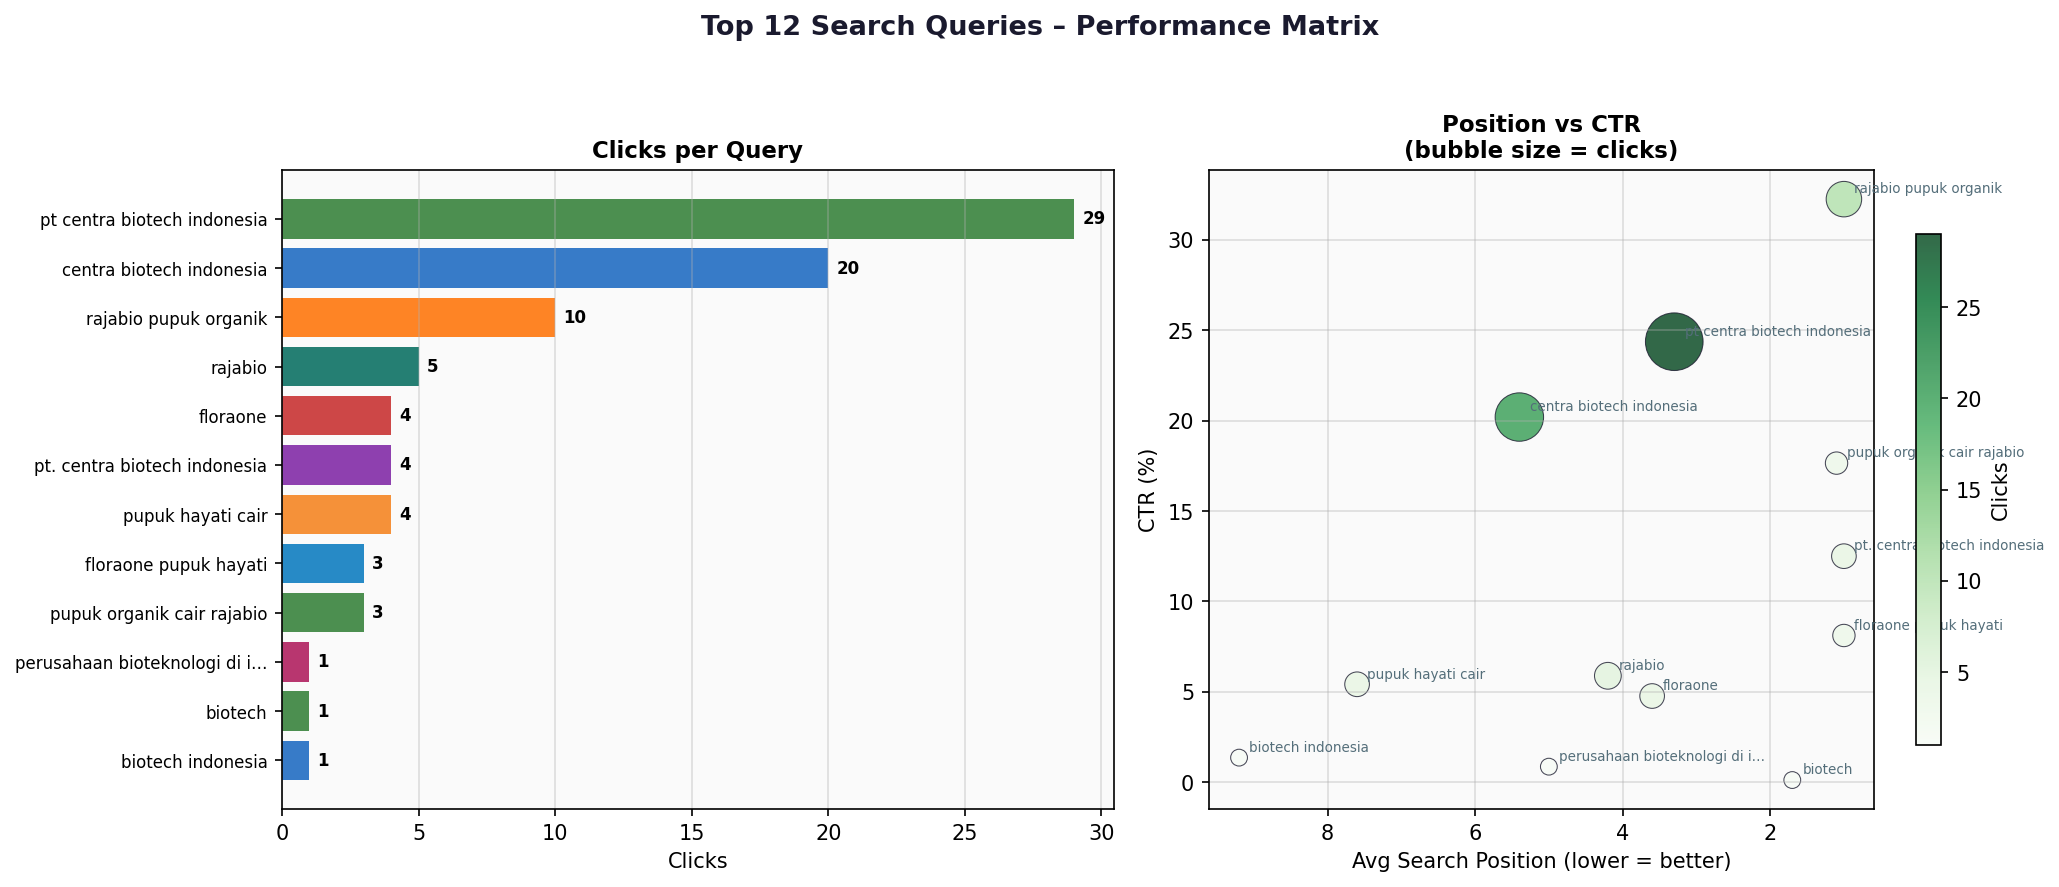 Top 12 Search Queries – Performance Matrix
Clicks per Query
pt centra biotech indonesia
29
centra biotech indonesia
20
rajabio pupuk organik
10
rajabio
5
floraone
4
pt. centra biotech indonesia
4
pupuk hayati cair
4
floraone pupuk hayati
3
pupuk organik cair rajabio
3
perusahaan bioteknologi di i...
1
biotech
1
biotech indonesia
1
0 5 10 15 20 25 30
Clicks
Position vs CTR
(bubble size = clicks)
CTR (%)
30
25
20
15
10
5
0
rajabio pupuk organik
pt centra biotech indonesia
centra biotech indonesia
pupuk organik cair rajabio
pt. centra biotech indonesia
floraone pupuk hayati
rajabio
pupuk hayati cair
floraone
biotech indonesia
perusahaan bioteknologi di i...
biotech
8 6 4 2
Avg Search Position (lower = better)
25
20
15
10
5
Clicks